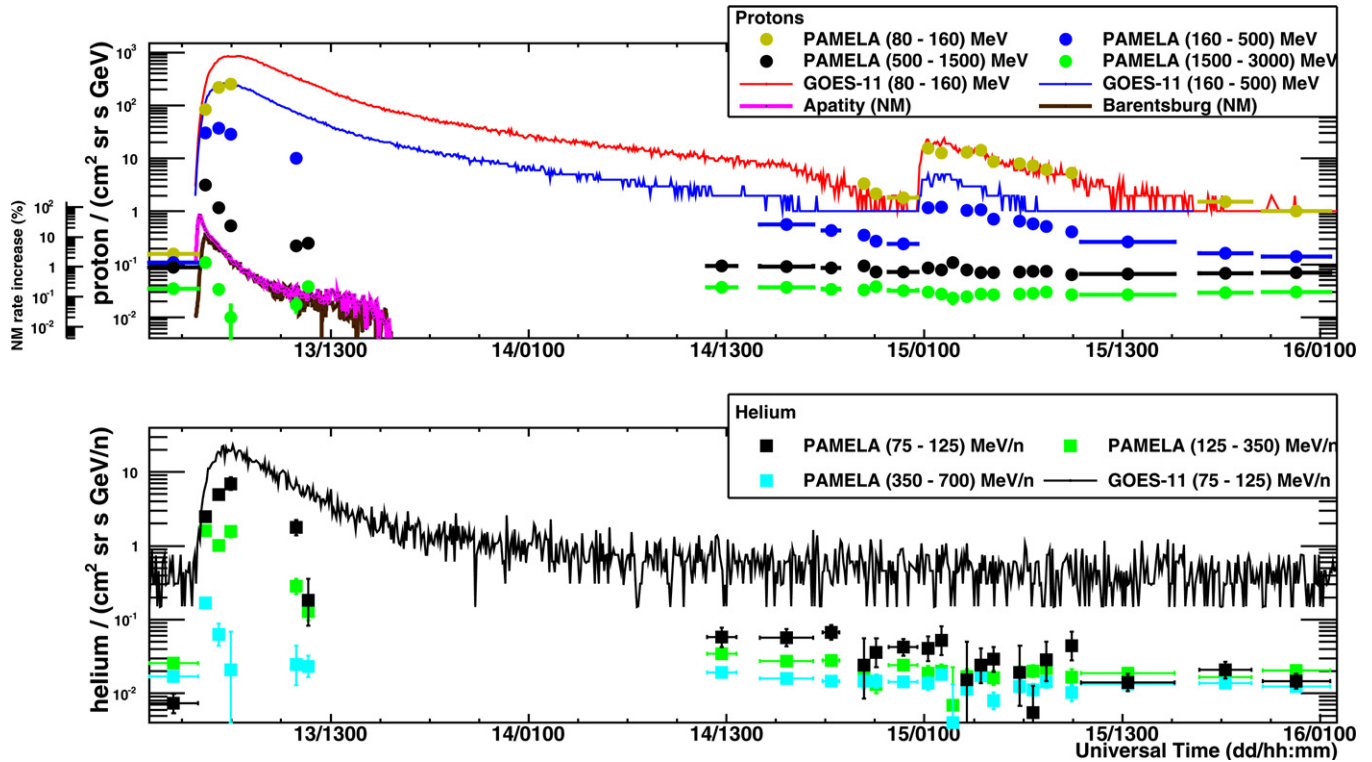 Protons
PAMELA (80 - 160) MeV
PAMELA (160 - 500) MeV
PAMELA (500 - 1500) MeV
PAMELA (1500 - 3000) MeV
GOES-11 (80 - 160) MeV
GOES-11 (160 - 500) MeV
Apatity (NM)
Barentsburg (NM)
proton / (cm² sr s GeV)
10³
10²
10
1
10⁻¹
10⁻²
NM rate increase (%)
10²
10
1
10⁻¹
10⁻²
13/1300
14/0100
14/1300
15/0100
15/1300
16/0100
Helium
PAMELA (75 - 125) MeV/n
PAMELA (125 - 350) MeV/n
PAMELA (350 - 700) MeV/n
GOES-11 (75 - 125) MeV/n
helium / (cm² sr s GeV/n)
10
1
10⁻¹
10⁻²
13/1300
14/0100
14/1300
15/0100
15/1300
16/0100
Universal Time (dd/hh:mm)